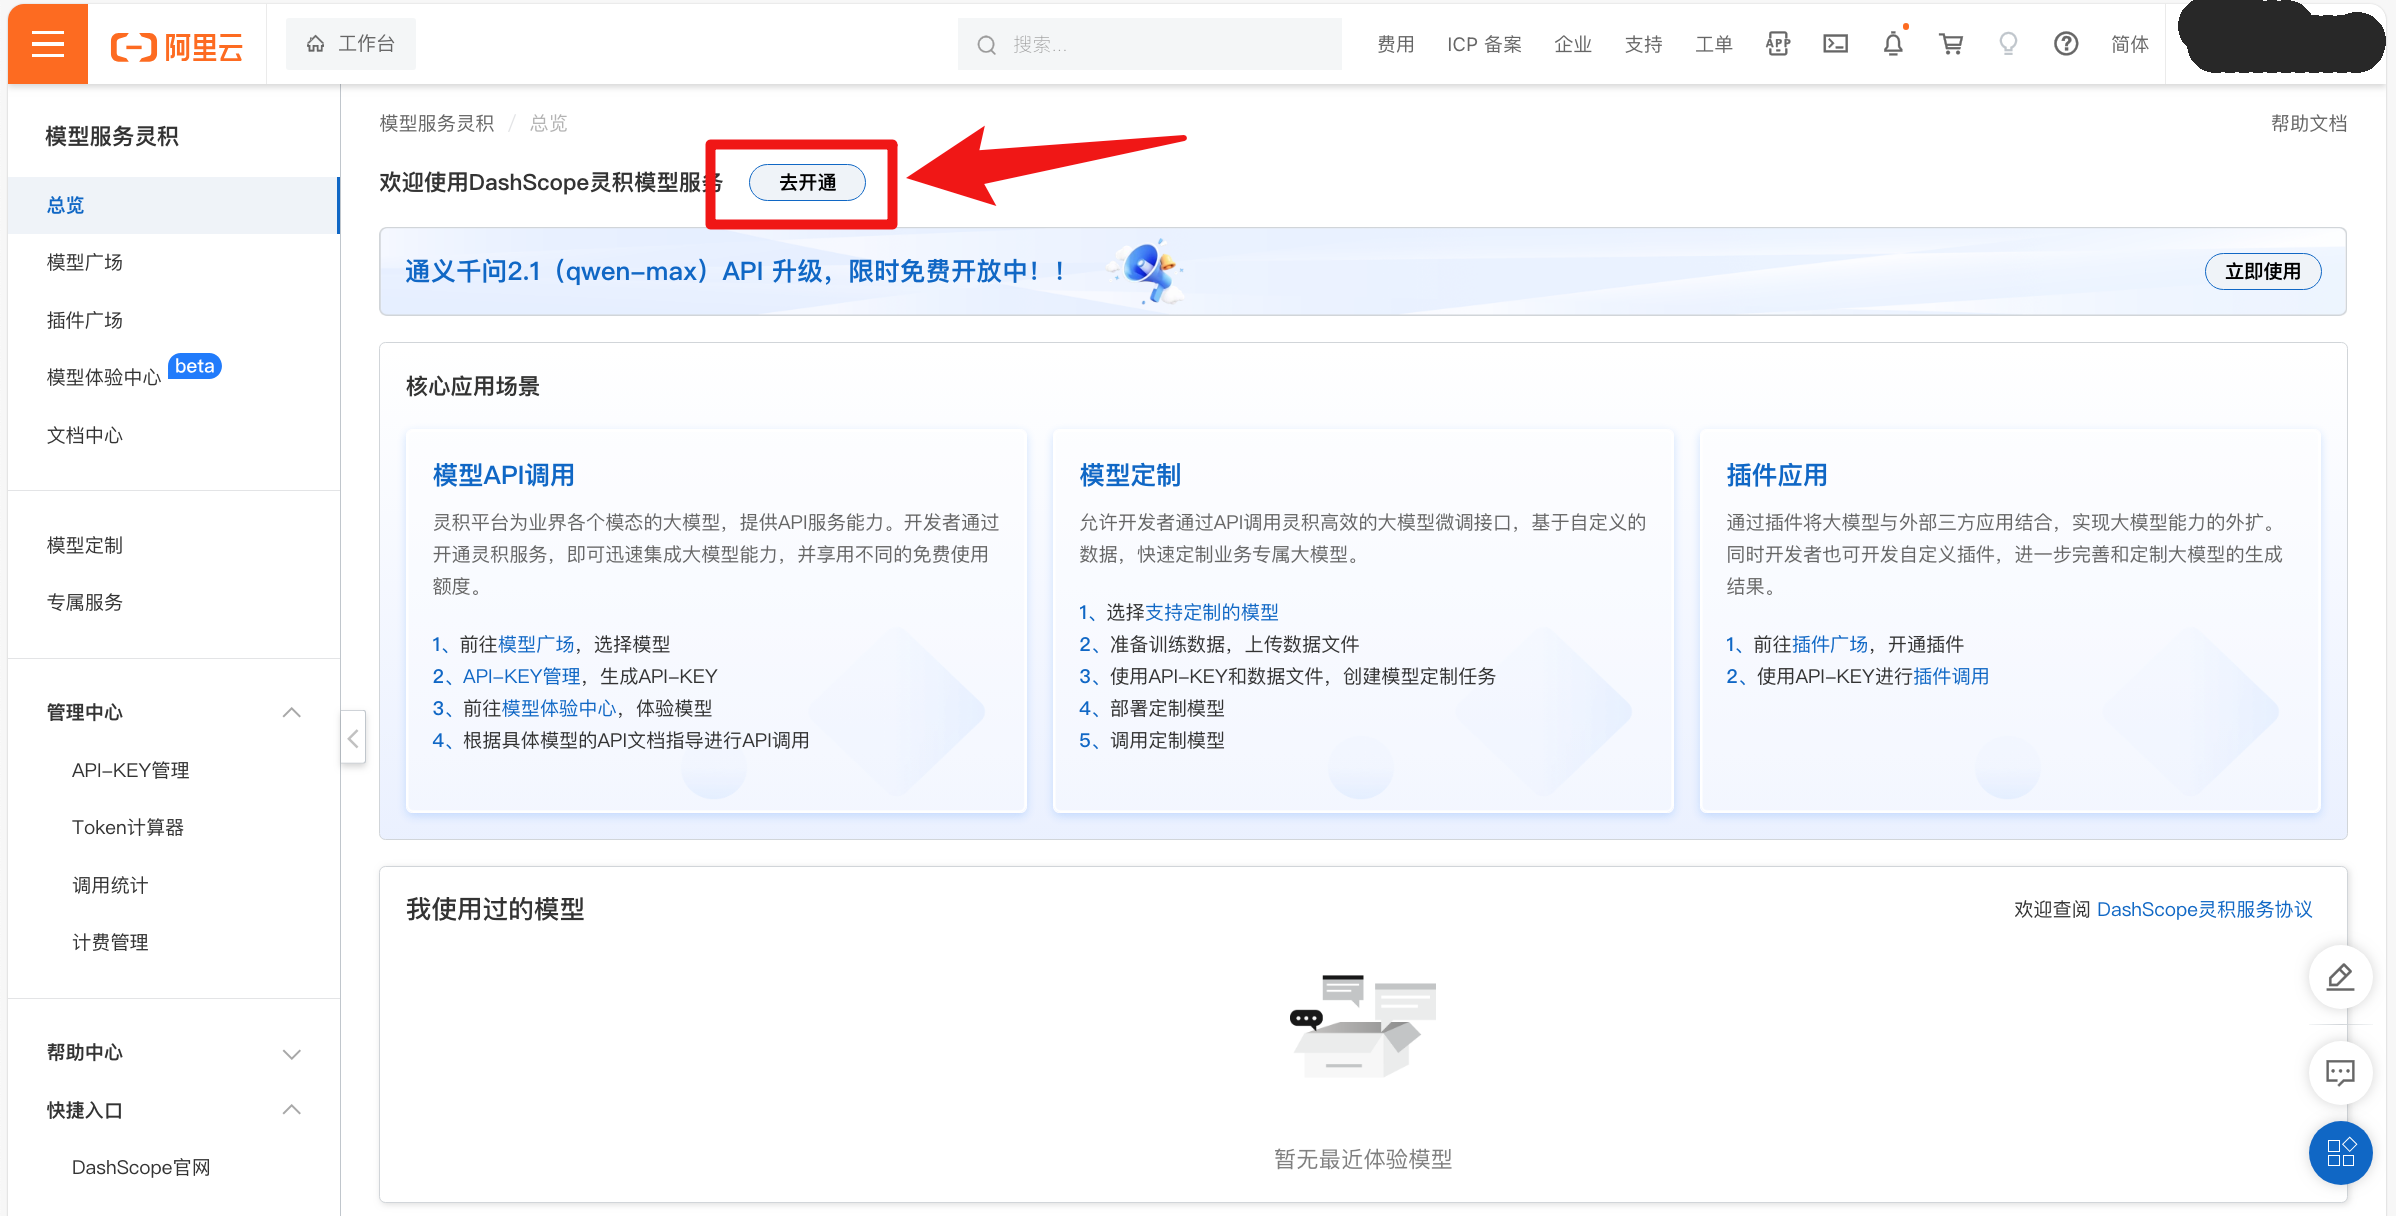 阿里云
工作台
搜索...
费用
ICP 备案
企业
支持
工单
APP
简体
模型服务灵积
总览
模型广场
插件广场
模型体验中心 beta
文档中心
模型定制
专属服务
管理中心
API-KEY管理
Token计算器
调用统计
计费管理
帮助中心
快捷入口
DashScope官网
模型服务灵积 / 总览
帮助文档
欢迎使用DashScope灵积模型服务
去开通
通义千问2.1（qwen-max）API 升级，限时免费开放中！！
立即使用
核心应用场景
模型API调用
灵积平台为业界各个模态的大模型，提供API服务能力。开发者通过
开通灵积服务，即可迅速集成大模型能力，并享用不同的免费使用
额度。
1、前往模型广场，选择模型
2、API-KEY管理，生成API-KEY
3、前往模型体验中心，体验模型
4、根据具体模型的API文档指导进行API调用
模型定制
允许开发者通过API调用灵积高效的大模型微调接口，基于自定义的
数据，快速定制业务专属大模型。
1、选择支持定制的模型
2、准备训练数据，上传数据文件
3、使用API-KEY和数据文件，创建模型定制任务
4、部署定制模型
5、调用定制模型
插件应用
通过插件将大模型与外部三方应用结合，实现大模型能力的外扩。
同时开发者也可开发自定义插件，进一步完善和定制大模型的生成
结果。
1、前往插件广场，开通插件
2、使用API-KEY进行插件调用
我使用过的模型
欢迎查阅 DashScope灵积服务协议
暂无最近体验模型